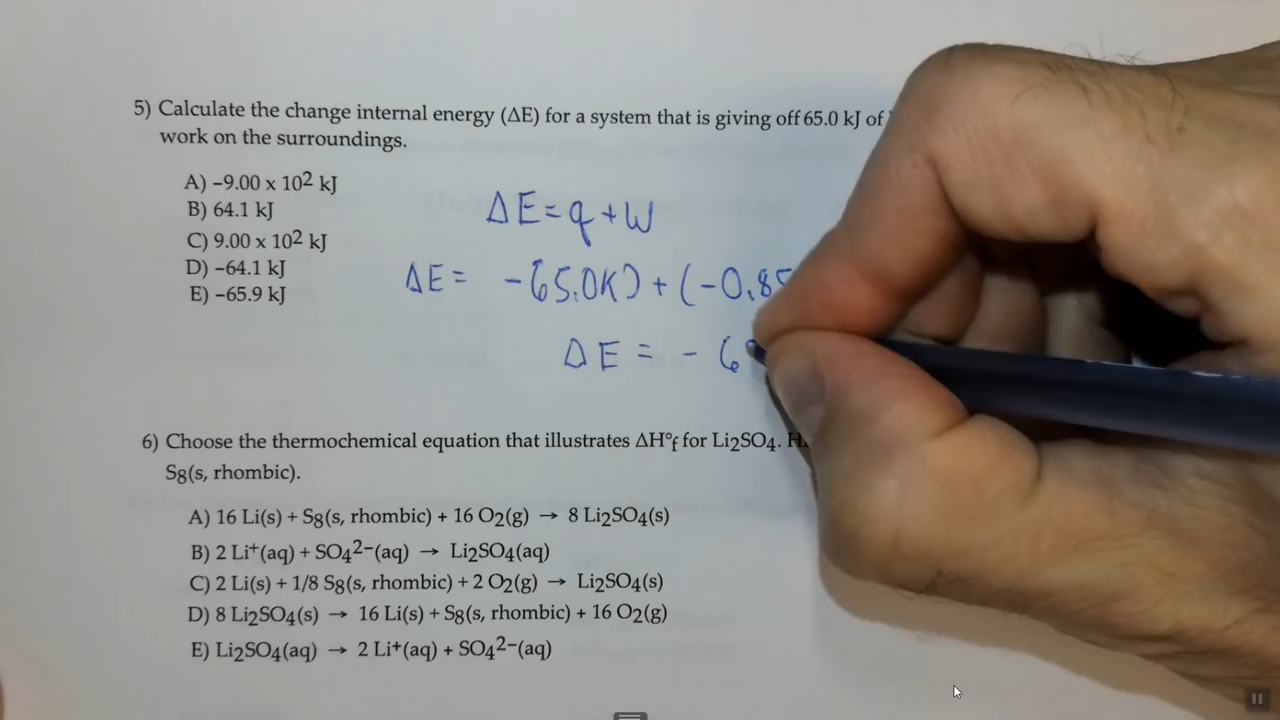 5) Calculate the change internal energy (ΔE) for a system that is giving off 65.0 kJ of
work on the surroundings.
A) –9.00 x 10² kJ
B) 64.1 kJ
C) 9.00 x 10² kJ
D) –64.1 kJ
E) –65.9 kJ
ΔE = q + w
ΔE = -65.0KJ + (-0.85
ΔE = - 6
6) Choose the thermochemical equation that illustrates ΔH°f for Li₂SO₄.
S₈(s, rhombic).
A) 16 Li(s) + S₈(s, rhombic) + 16 O₂(g) → 8 Li₂SO₄(s)
B) 2 Li⁺(aq) + SO₄²⁻(aq) → Li₂SO₄(aq)
C) 2 Li(s) + 1/8 S₈(s, rhombic) + 2 O₂(g) → Li₂SO₄(s)
D) 8 Li₂SO₄(s) → 16 Li(s) + S₈(s, rhombic) + 16 O₂(g)
E) Li₂SO₄(aq) → 2 Li⁺(aq) + SO₄²⁻(aq)